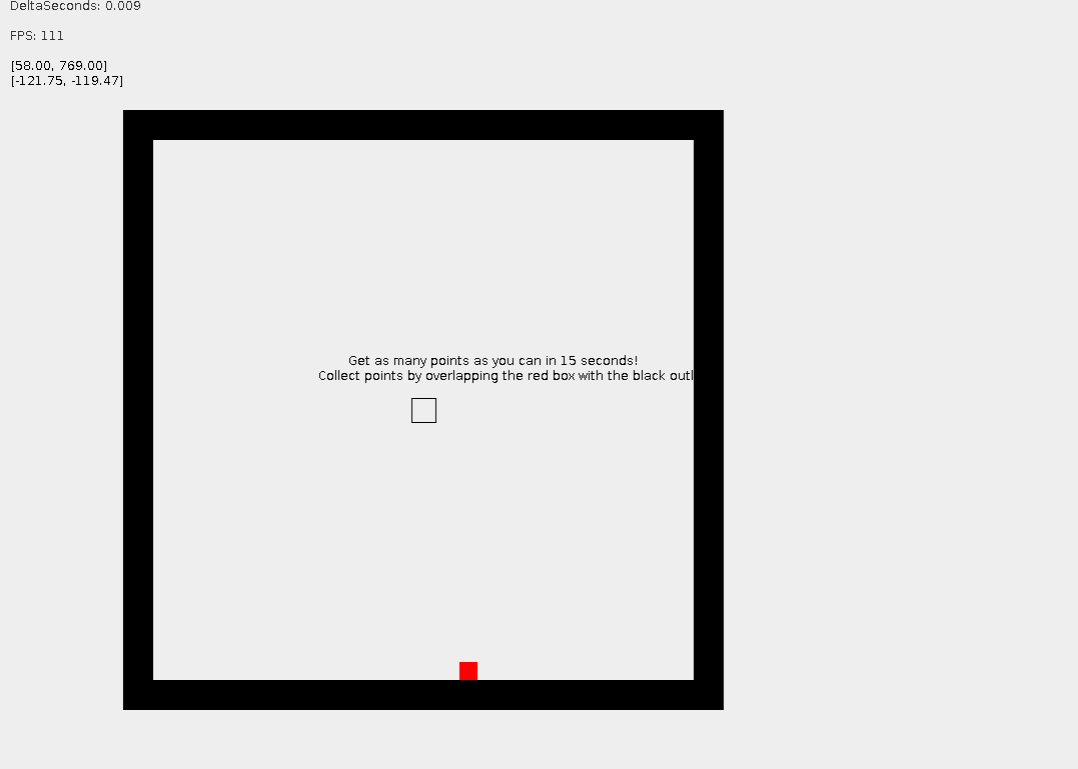 DeltaSeconds: 0.009
FPS: 111
[58.00, 769.00]
[-121.75, -119.47]
Get as many points as you can in 15 seconds!
Collect points by overlapping the red box with the black outl